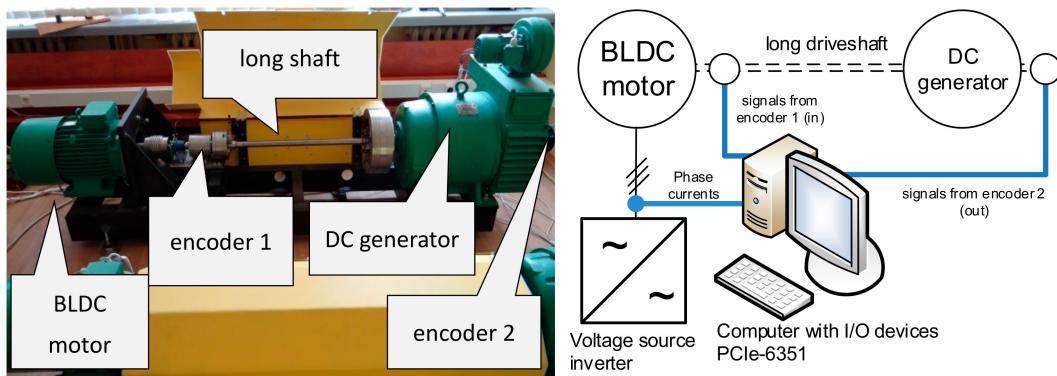 long shaft
encoder 1
DC generator
BLDC
motor
encoder 2
BLDC
motor
long driveshaft
DC
generator
signals from
encoder 1 (in)
Phase
currents
signals from encoder 2
(out)
~
~
Voltage source
inverter
Computer with I/O devices
PCIe-6351